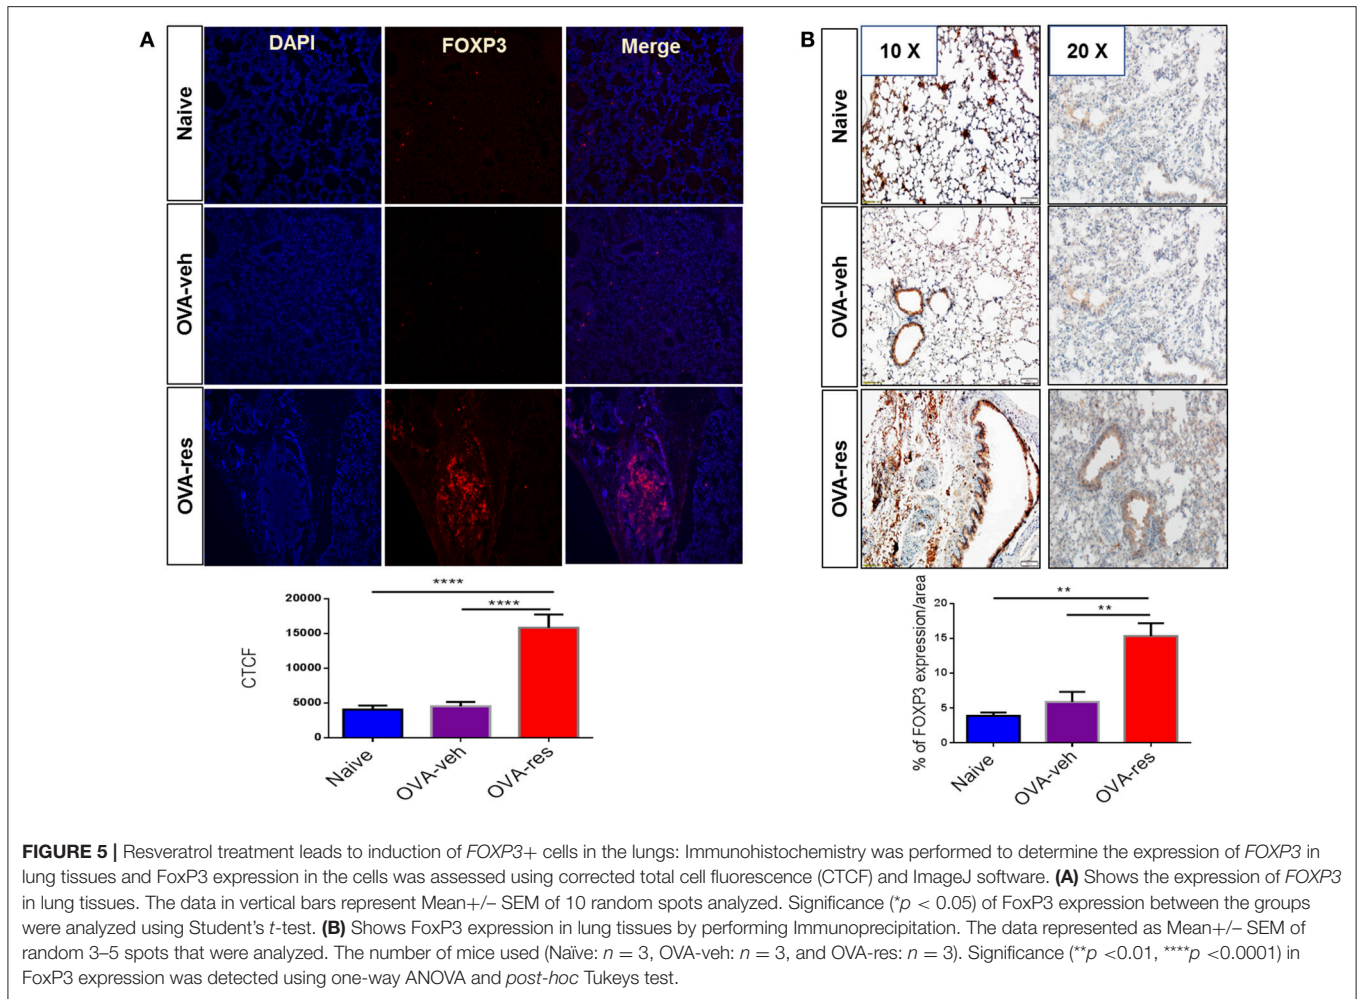 A
DAPI
FOXP3
Merge
Naive
OVA-veh
OVA-res
****
****
20000
15000
10000
5000
0
CTCF
Naive
OVA-veh
OVA-res
B
10 X
20 X
Naive
OVA-veh
OVA-res
**
**
20
15
10
5
0
% of FOXP3 expression/area
Naive
OVA-veh
OVA-res
FIGURE 5 | Resveratrol treatment leads to induction of FOXP3+ cells in the lungs: Immunohistochemistry was performed to determine the expression of FOXP3 in
lung tissues and FoxP3 expression in the cells was assessed using corrected total cell fluorescence (CTCF) and ImageJ software. (A) Shows the expression of FOXP3
in lung tissues. The data in vertical bars represent Mean+/– SEM of 10 random spots analyzed. Significance (*p < 0.05) of FoxP3 expression between the groups
were analyzed using Student's t-test. (B) Shows FoxP3 expression in lung tissues by performing Immunoprecipitation. The data represented as Mean+/– SEM of
random 3–5 spots that were analyzed. The number of mice used (Naïve: n = 3, OVA-veh: n = 3, and OVA-res: n = 3). Significance (**p <0.01, ****p <0.0001) in
FoxP3 expression was detected using one-way ANOVA and post-hoc Tukeys test.